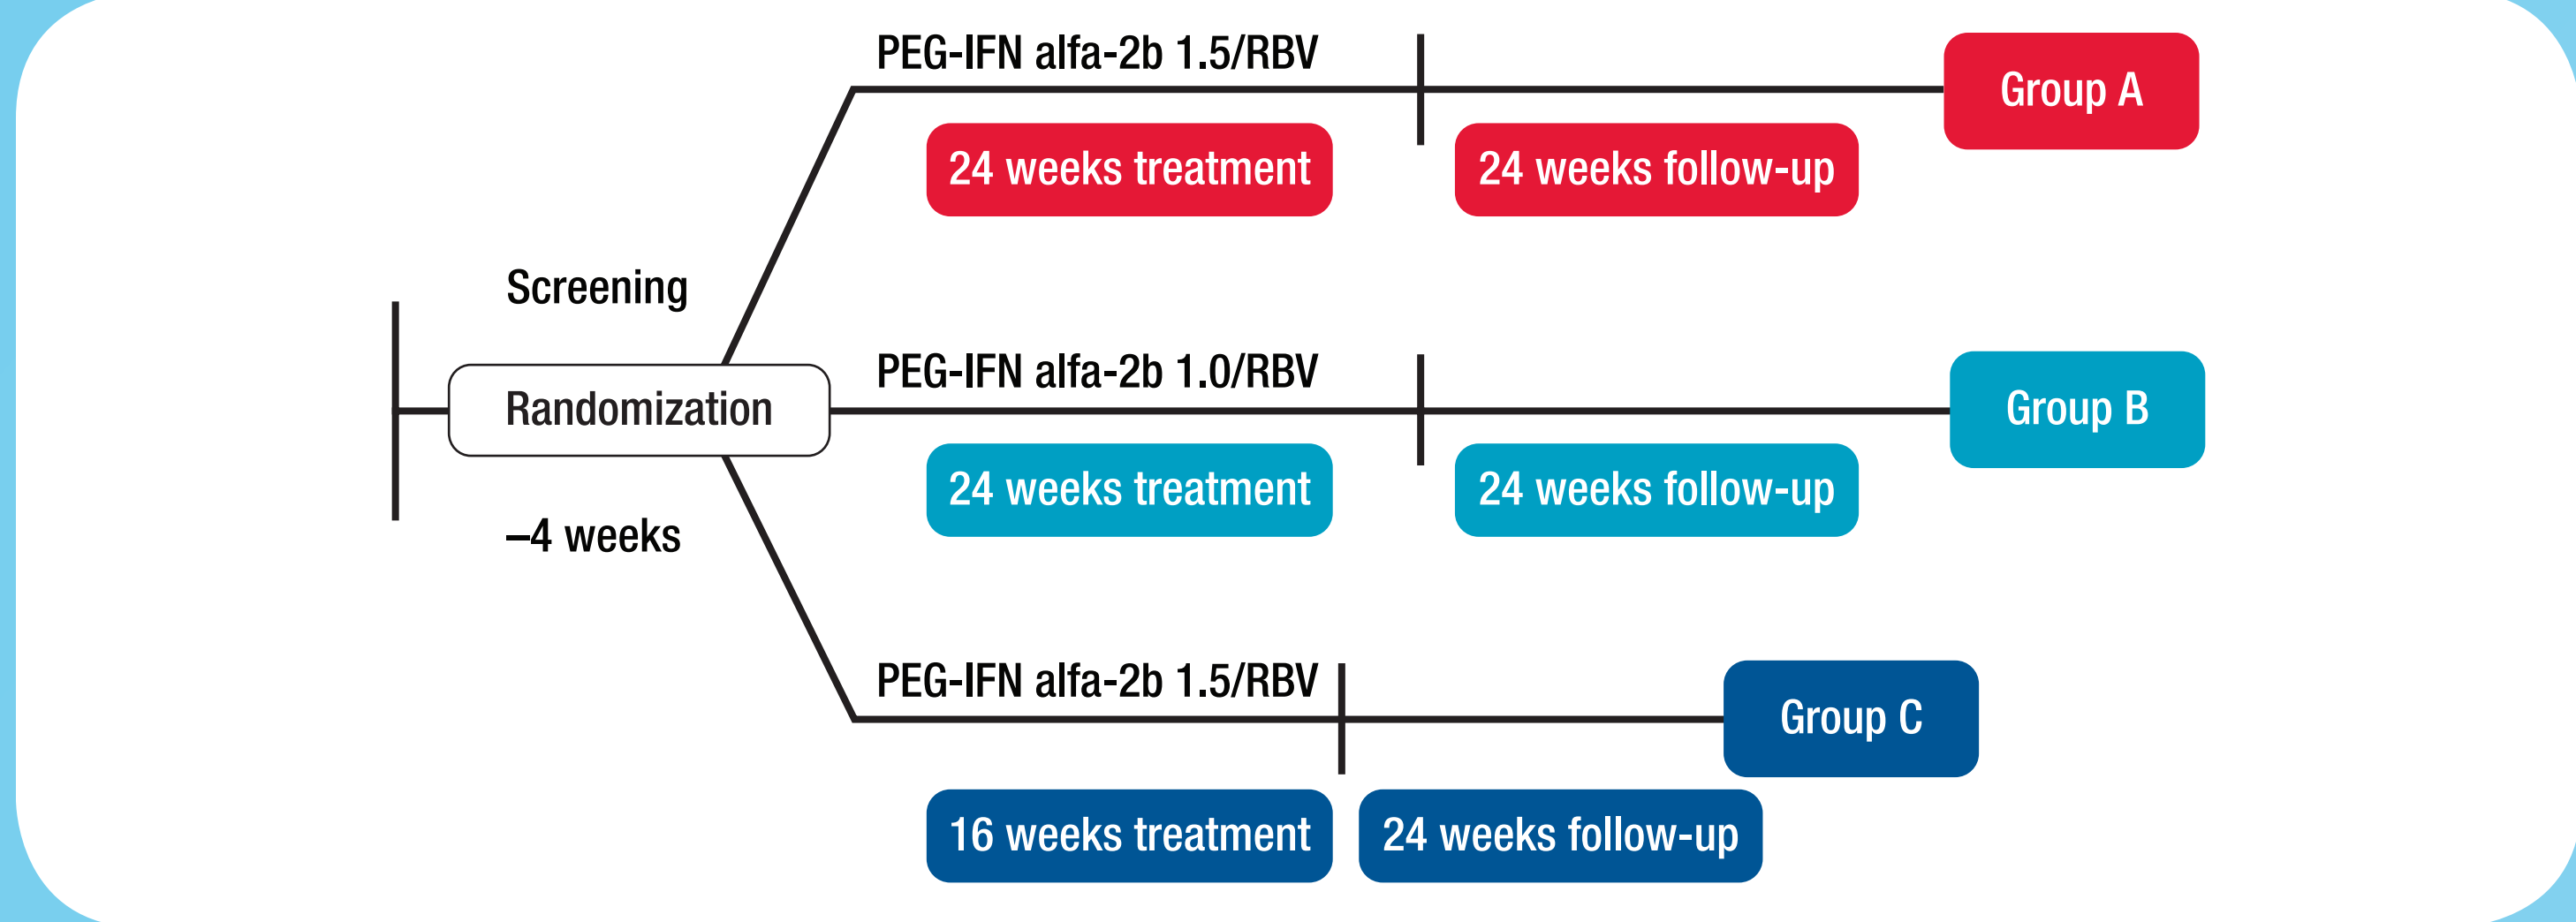 PEG-IFN alfa-2b 1.5/RBV
Group A
24 weeks treatment
24 weeks follow-up
Screening
Randomization
–4 weeks
PEG-IFN alfa-2b 1.0/RBV
Group B
24 weeks treatment
24 weeks follow-up
PEG-IFN alfa-2b 1.5/RBV
Group C
16 weeks treatment
24 weeks follow-up